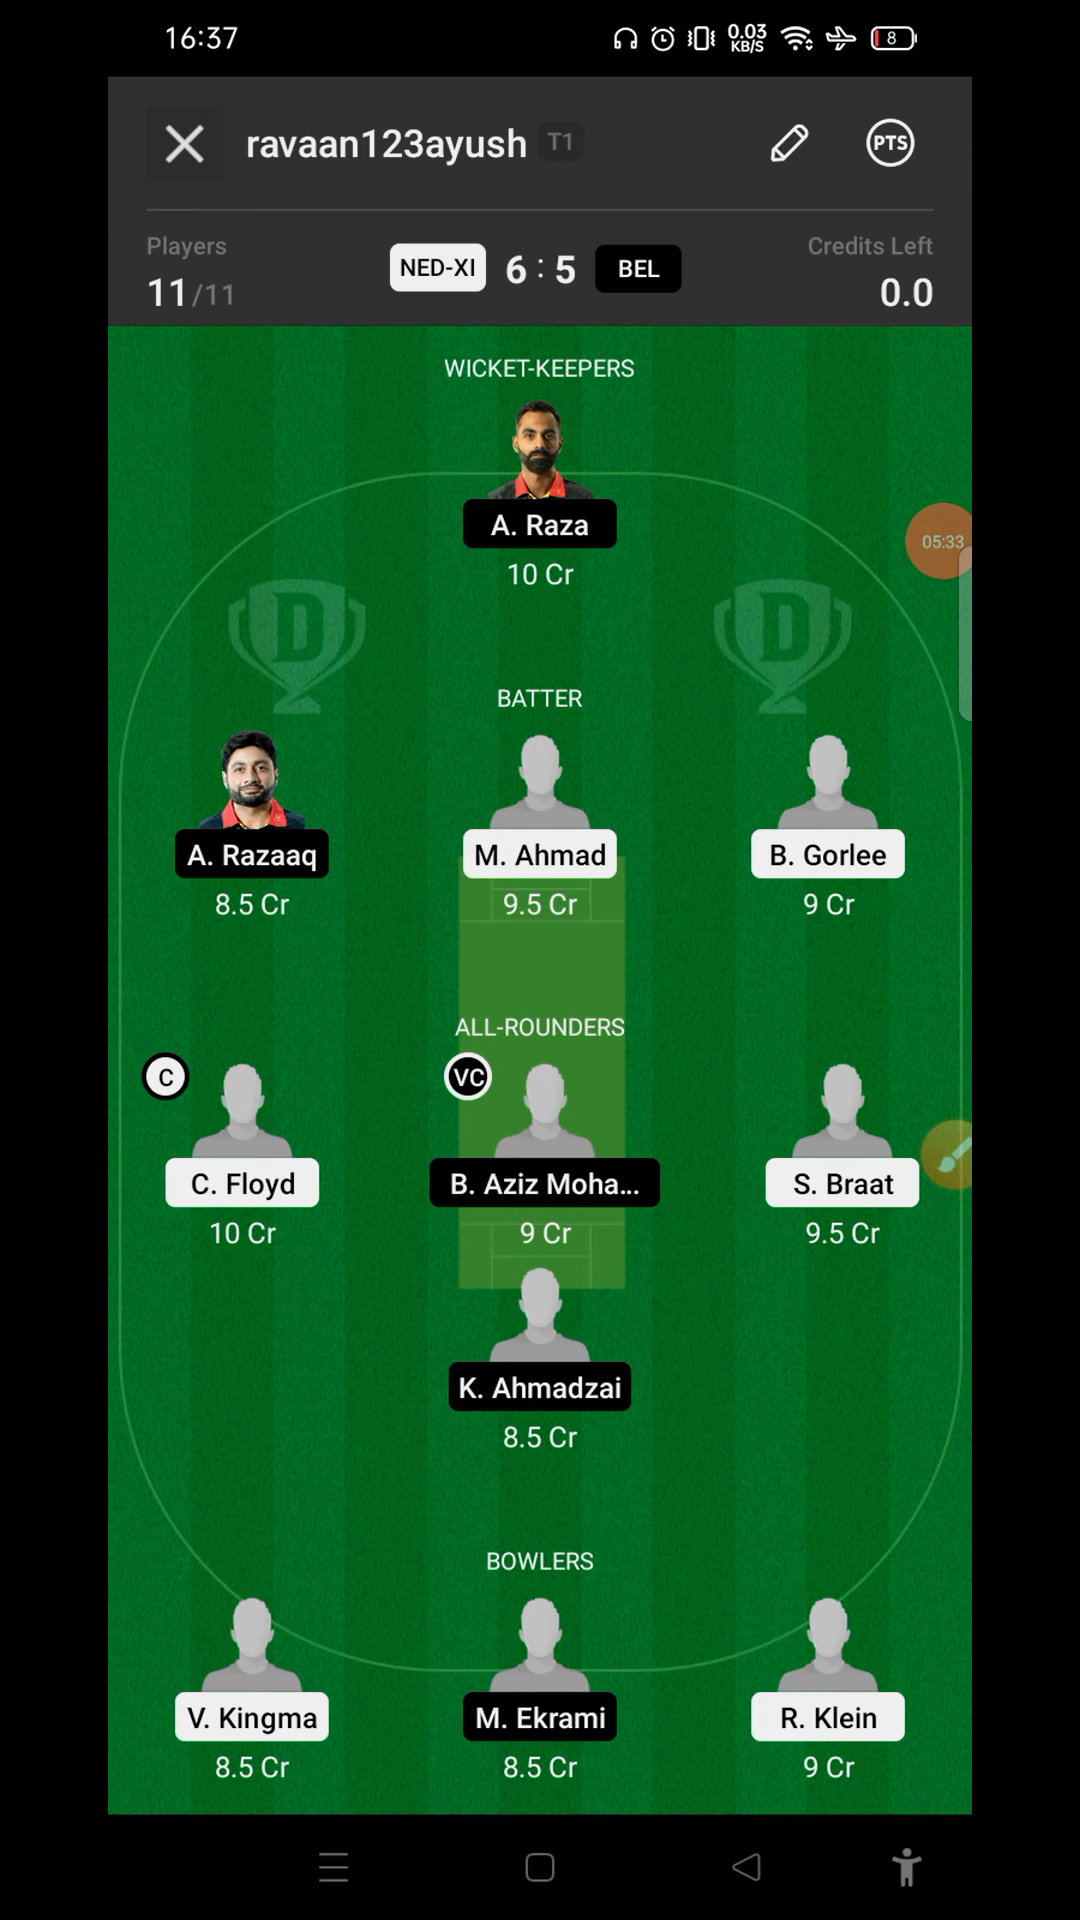 16:37
0.03
KB/S
8
ravaan123ayush T1
PTS
Players
Credits Left
NED-XI 6 : 5 BEL
11/11
0.0
WICKET-KEEPERS
A. Raza
10 Cr
05:33
D
D
BATTER
A. Razaaq
M. Ahmad
B. Gorlee
8.5 Cr
9.5 Cr
9 Cr
ALL-ROUNDERS
C
VC
C. Floyd
B. Aziz Moha...
S. Braat
10 Cr
9 Cr
9.5 Cr
K. Ahmadzai
8.5 Cr
BOWLERS
V. Kingma
M. Ekrami
R. Klein
8.5 Cr
8.5 Cr
9 Cr